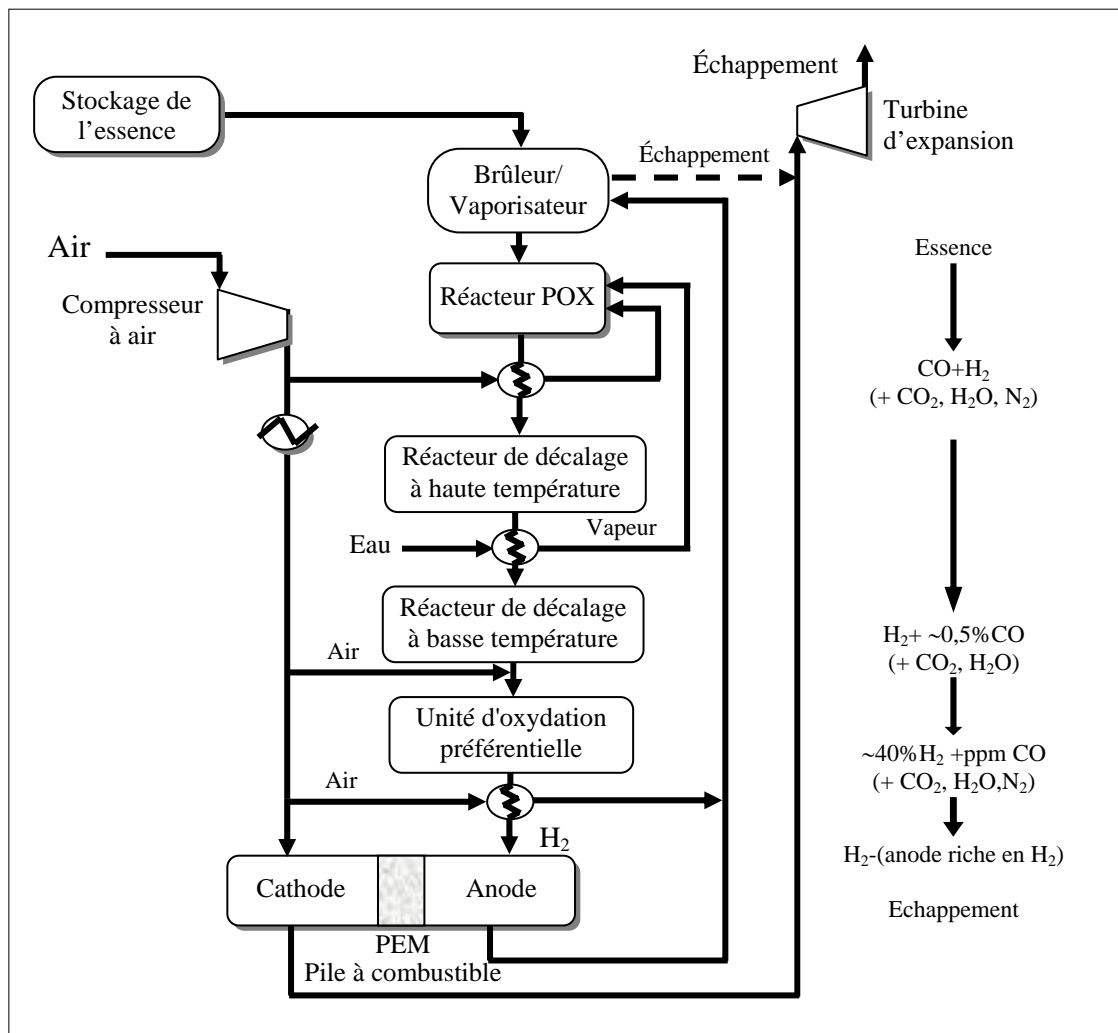 Échappement
Stockage de
l’essence
Turbine
d’expansion
Échappement
Brûleur/
Vaporisateur
Air
Essence
Compresseur
à air
Réacteur POX
CO+H₂
(+ CO₂, H₂O, N₂)
Réacteur de décalage
à haute température
Vapeur
Eau
Réacteur de décalage
à basse température
H₂+ ~0,5%CO
(+ CO₂, H₂O)
Air
Unité d'oxydation
préférentielle
~40%H₂ +ppm CO
(+ CO₂, H₂O,N₂)
Air
H₂
H₂-(anode riche en H₂)
Cathode
Anode
Echappement
PEM
Pile à combustible